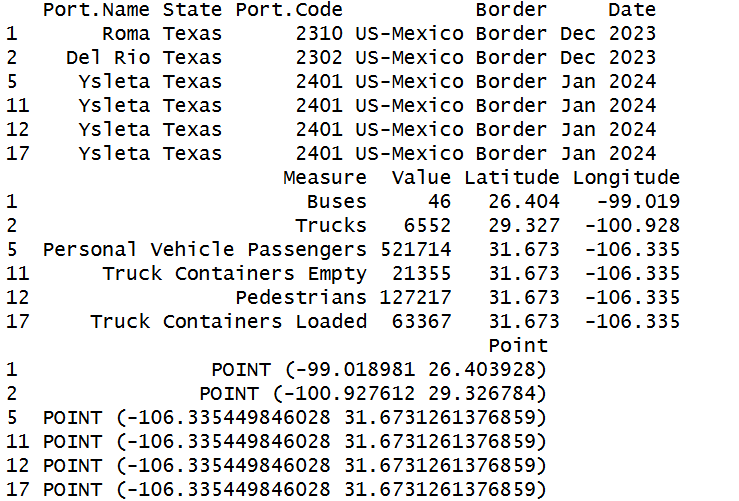 Port.Name State Port.Code           Border     Date
1       Roma Texas      2310 US-Mexico Border Dec 2023
2    Del Rio Texas      2302 US-Mexico Border Dec 2023
5     Ysleta Texas      2401 US-Mexico Border Jan 2024
11    Ysleta Texas      2401 US-Mexico Border Jan 2024
12    Ysleta Texas      2401 US-Mexico Border Jan 2024
17    Ysleta Texas      2401 US-Mexico Border Jan 2024
                       Measure  Value Latitude Longitude
1                        Buses     46   26.404   -99.019
2                       Trucks   6552   29.327  -100.928
5  Personal Vehicle Passengers 521714   31.673  -106.335
11      Truck Containers Empty  21355   31.673  -106.335
12                 Pedestrians 127217   31.673  -106.335
17     Truck Containers Loaded  63367   31.673  -106.335
                                        Point
1                POINT (-99.018981 26.403928)
2               POINT (-100.927612 29.326784)
5  POINT (-106.335449846028 31.6731261376859)
11 POINT (-106.335449846028 31.6731261376859)
12 POINT (-106.335449846028 31.6731261376859)
17 POINT (-106.335449846028 31.6731261376859)